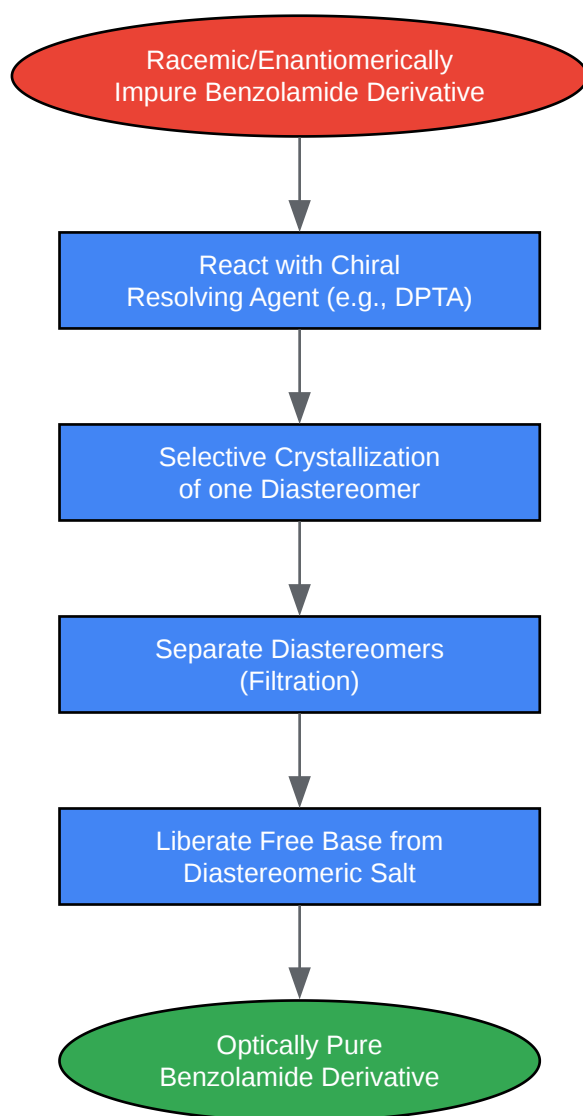 Racemic/Enantiomerically
Impure Benzolamide Derivative
React with Chiral
Resolving Agent (e.g., DPTA)
Selective Crystallization
of one Diastereomer
Separate Diastereomers
(Filtration)
Liberate Free Base from
Diastereomeric Salt
Optically Pure
Benzolamide Derivative